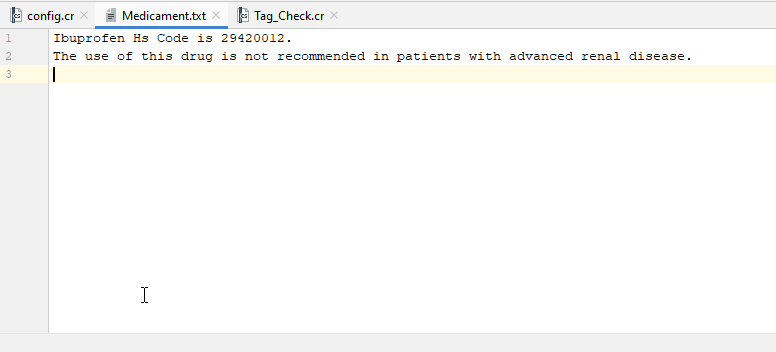 config.cr Medicament.txt Tag_Check.cr
1 Ibuprofen Hs Code is 29420012.
2 The use of this drug is not recommended in patients with advanced renal disease.
3